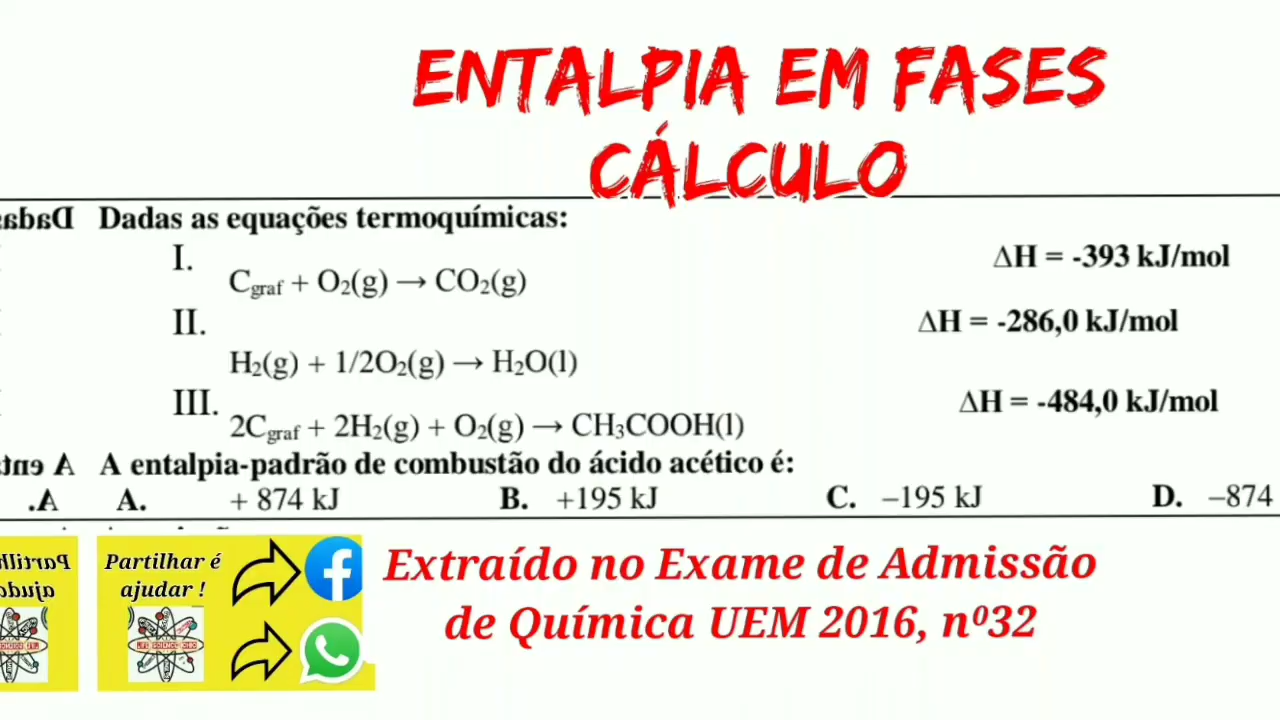 ENTALPIA EM FASES
CÁLCULO
Dadas as equações termoquímicas:
I. ΔH = -393 kJ/mol
Cgraf + O₂(g) → CO₂(g)
II. ΔH = -286,0 kJ/mol
H₂(g) + 1/2O₂(g) → H₂O(l)
III. ΔH = -484,0 kJ/mol
2Cgraf + 2H₂(g) + O₂(g) → CH₃COOH(l)
A entalpia-padrão de combustão do ácido acético é:
A. + 874 kJ B. +195 kJ C. –195 kJ D. –874
Partilhar é
ajudar !
Extraído no Exame de Admissão
de Química UEM 2016, nº32